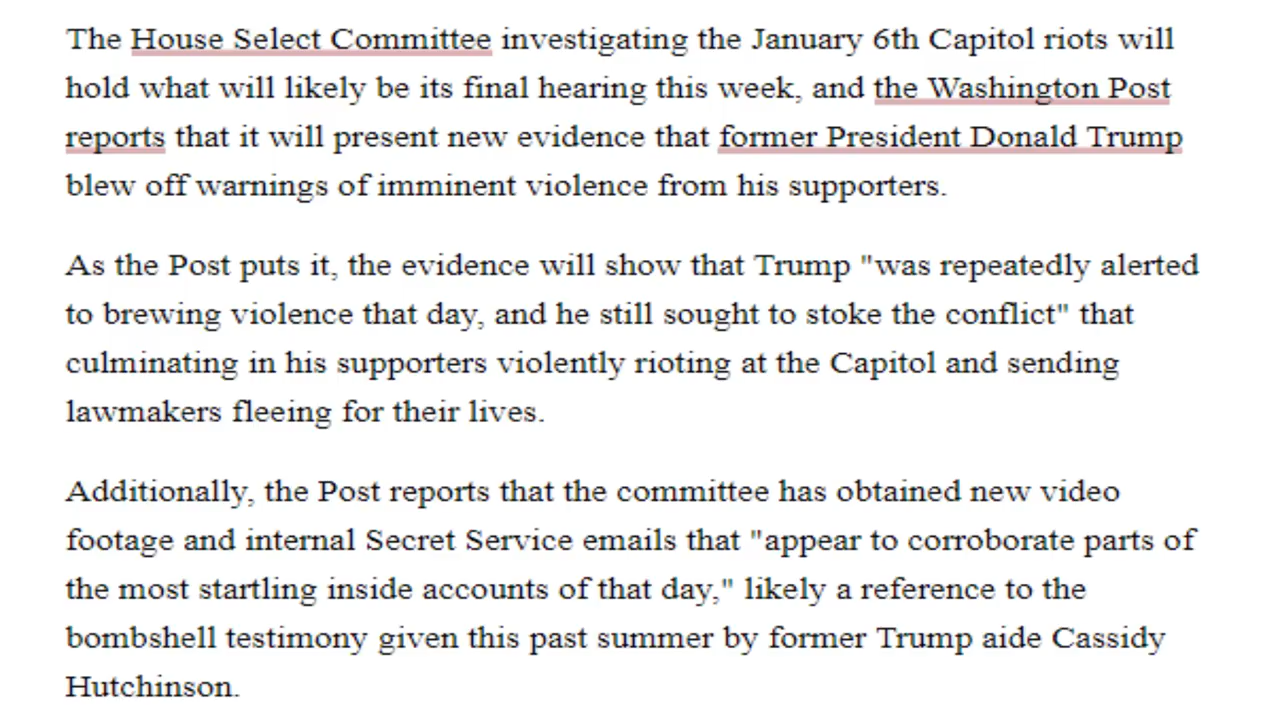 The House Select Committee investigating the January 6th Capitol riots will
hold what will likely be its final hearing this week, and the Washington Post
reports that it will present new evidence that former President Donald Trump
blew off warnings of imminent violence from his supporters.
As the Post puts it, the evidence will show that Trump "was repeatedly alerted
to brewing violence that day, and he still sought to stoke the conflict" that
culminating in his supporters violently rioting at the Capitol and sending
lawmakers fleeing for their lives.
Additionally, the Post reports that the committee has obtained new video
footage and internal Secret Service emails that "appear to corroborate parts of
the most startling inside accounts of that day," likely a reference to the
bombshell testimony given this past summer by former Trump aide Cassidy
Hutchinson.